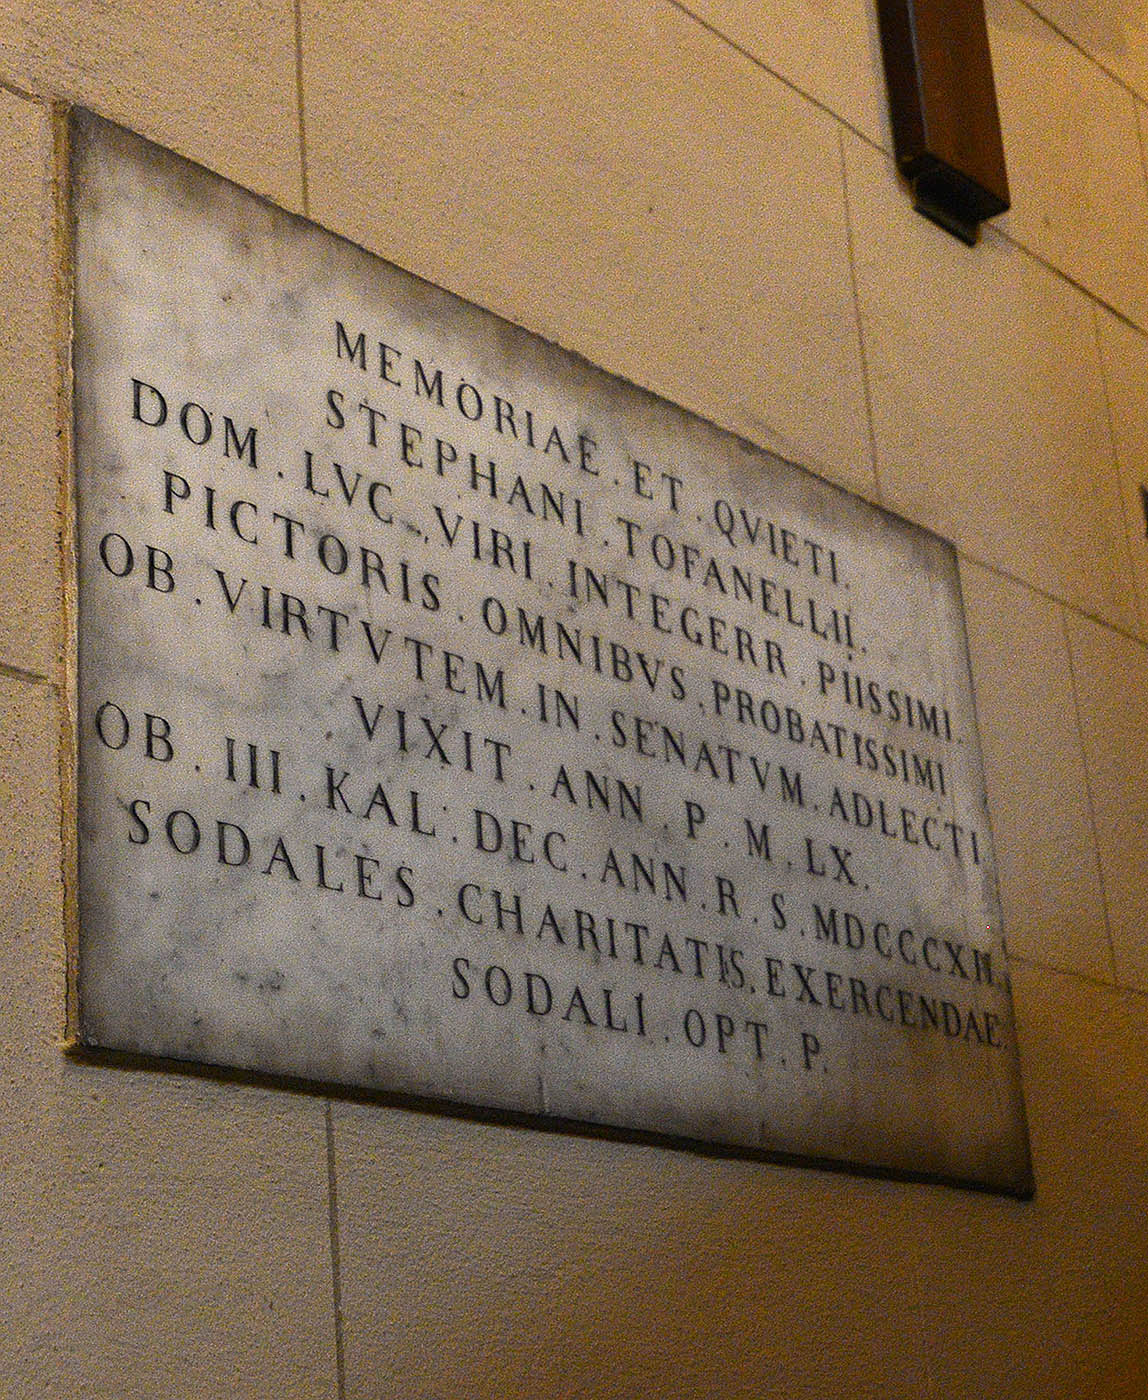 MEMORIAE . ET . QVIETI .
STEPHANI . TOFANELLII .
DOM . LVC . VIRI . INTEGERR . PIISSIMI .
PICTORIS . OMNIBVS . PROBATISSIMI
OB . VIRTVTEM . IN . SENATVM . ADLECTI .
VIXIT . ANN . P . M . LX .
OB . III . KAL . DEC . ANN . R . S . MDCCCXII .
SODALES . CHARITATIS . EXERCENDAE .
SODALI . OPT . P .